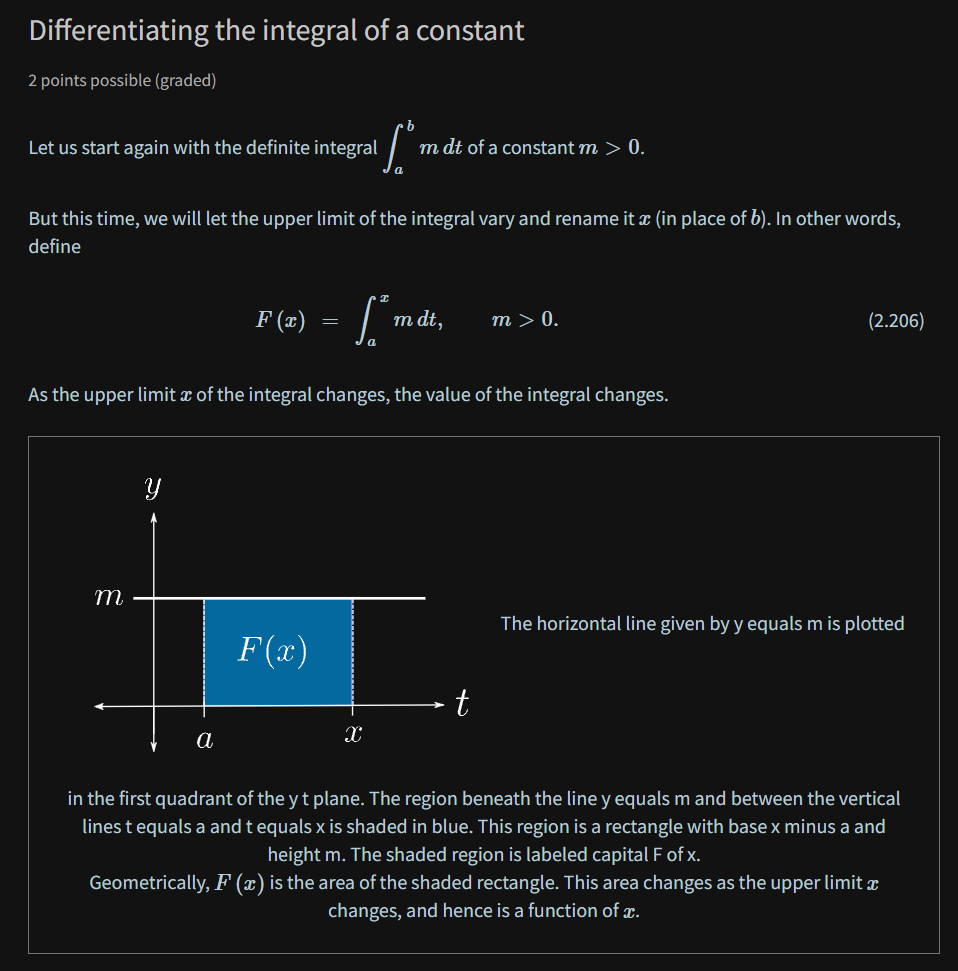 Differentiating the integral of a constant
2 points possible (graded)
Let us start again with the definite integral ∫_a^b m dt of a constant m > 0.
But this time, we will let the upper limit of the integral vary and rename it x (in place of b). In other words,
define
F (x) = ∫_a^x m dt, m > 0. (2.206)
As the upper limit x of the integral changes, the value of the integral changes.
y
m
F(x)
The horizontal line given by y equals m is plotted
t
a x
in the first quadrant of the y t plane. The region beneath the line y equals m and between the vertical
lines t equals a and t equals x is shaded in blue. This region is a rectangle with base x minus a and
height m. The shaded region is labeled capital F of x.
Geometrically, F (x) is the area of the shaded rectangle. This area changes as the upper limit x
changes, and hence is a function of x.